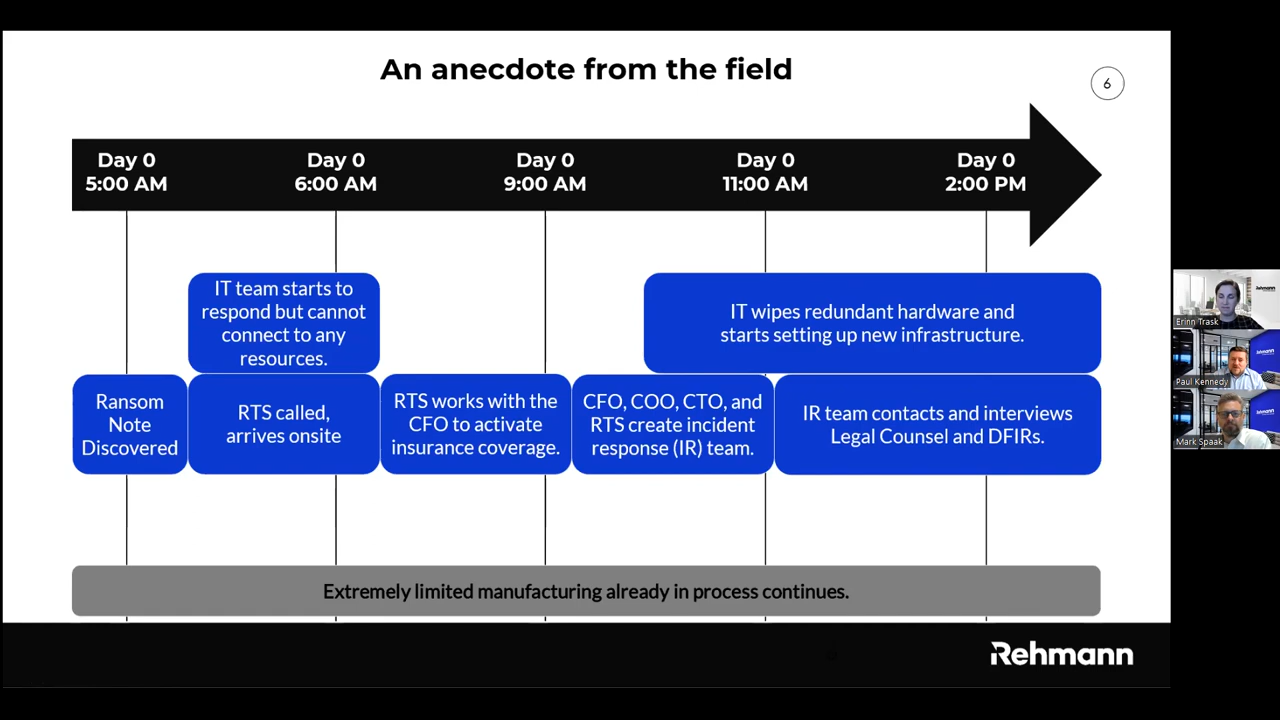 An anecdote from the field
6
Day 0
5:00 AM
Day 0
6:00 AM
Day 0
9:00 AM
Day 0
11:00 AM
Day 0
2:00 PM
IT team starts to
respond but cannot
connect to any
resources.
IT wipes redundant hardware and
starts setting up new infrastructure.
Ransom
Note
Discovered
RTS called,
arrives onsite
RTS works with the
CFO to activate
insurance coverage.
CFO, COO, CTO, and
RTS create incident
response (IR) team.
IR team contacts and interviews
Legal Counsel and DFIRs.
Extremely limited manufacturing already in process continues.
Rehmann
Rehmann
Erinn Trask
Rehmann
Paul Kennedy
Mark Spaak